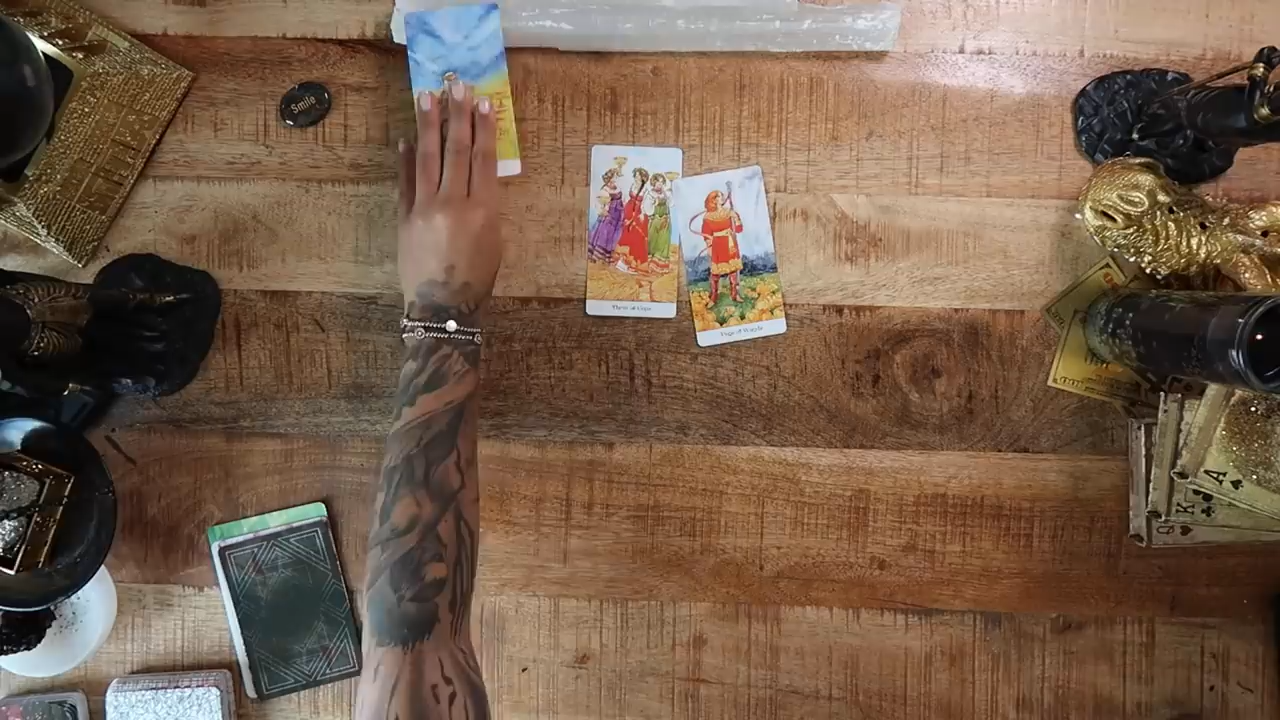 Smile
Three of Cups
Page of Wands
A
K
Q